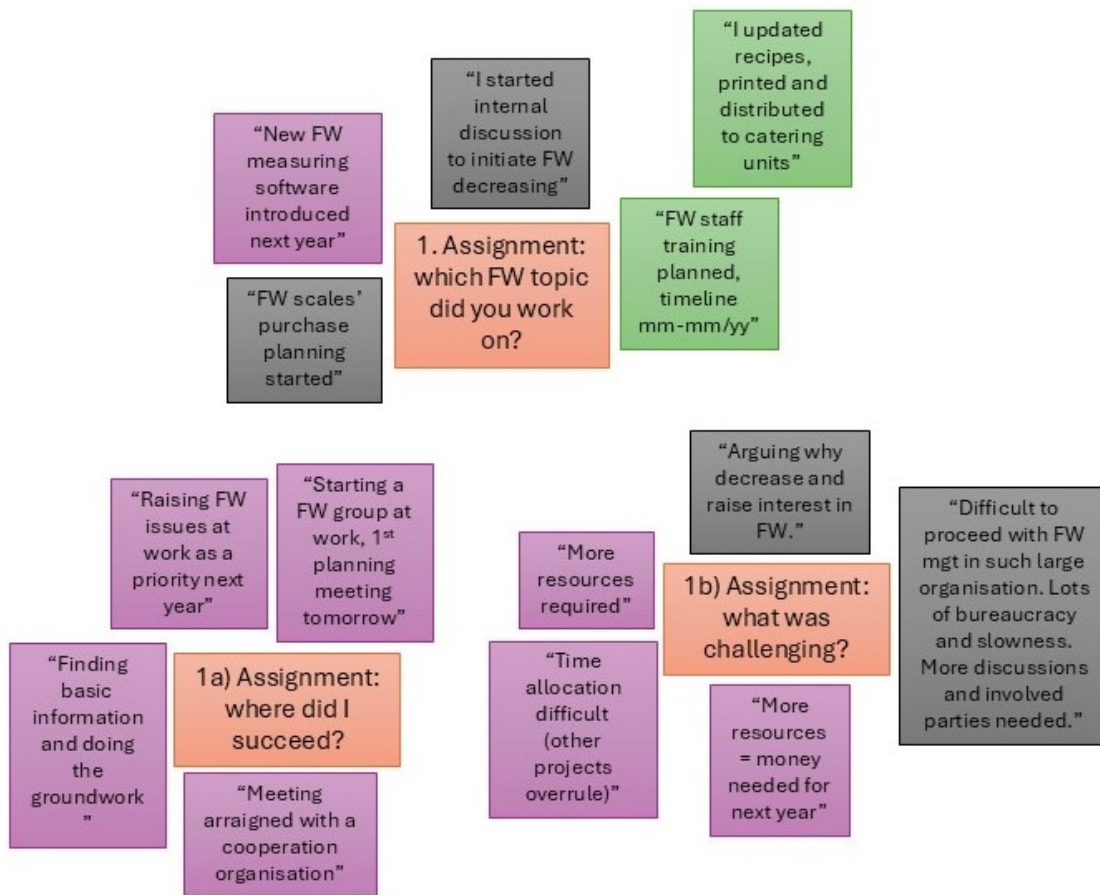 “I updated
recipes,
printed and
distributed
to catering
units”
“I started
internal
discussion
to initiate FW
decreasing”
“New FW
measuring
software
introduced
next year”
“FW staff
training
planned,
timeline
mm-mm/yy”
1. Assignment:
which FW topic
did you work
on?
“FW scales’
purchase
planning
started”
“Raising FW
issues at
work as a
priority next
year”
“Starting a
FW group at
work, 1st
planning
meeting
tomorrow”
“Finding
basic
information
and doing
the
groundwork
”
1a) Assignment:
where did I
succeed?
“Meeting
arraigned with a
cooperation
organisation”
“Arguing why
decrease and
raise interest in
FW.”
“Difficult to
proceed with FW
mgt in such large
organisation. Lots
of bureaucracy
and slowness.
More discussions
and involved
parties needed.”
“More
resources
required”
1b) Assignment:
what was
challenging?
“Time
allocation
difficult
(other
projects
overrule)”
“More
resources
= money
needed for
next year”